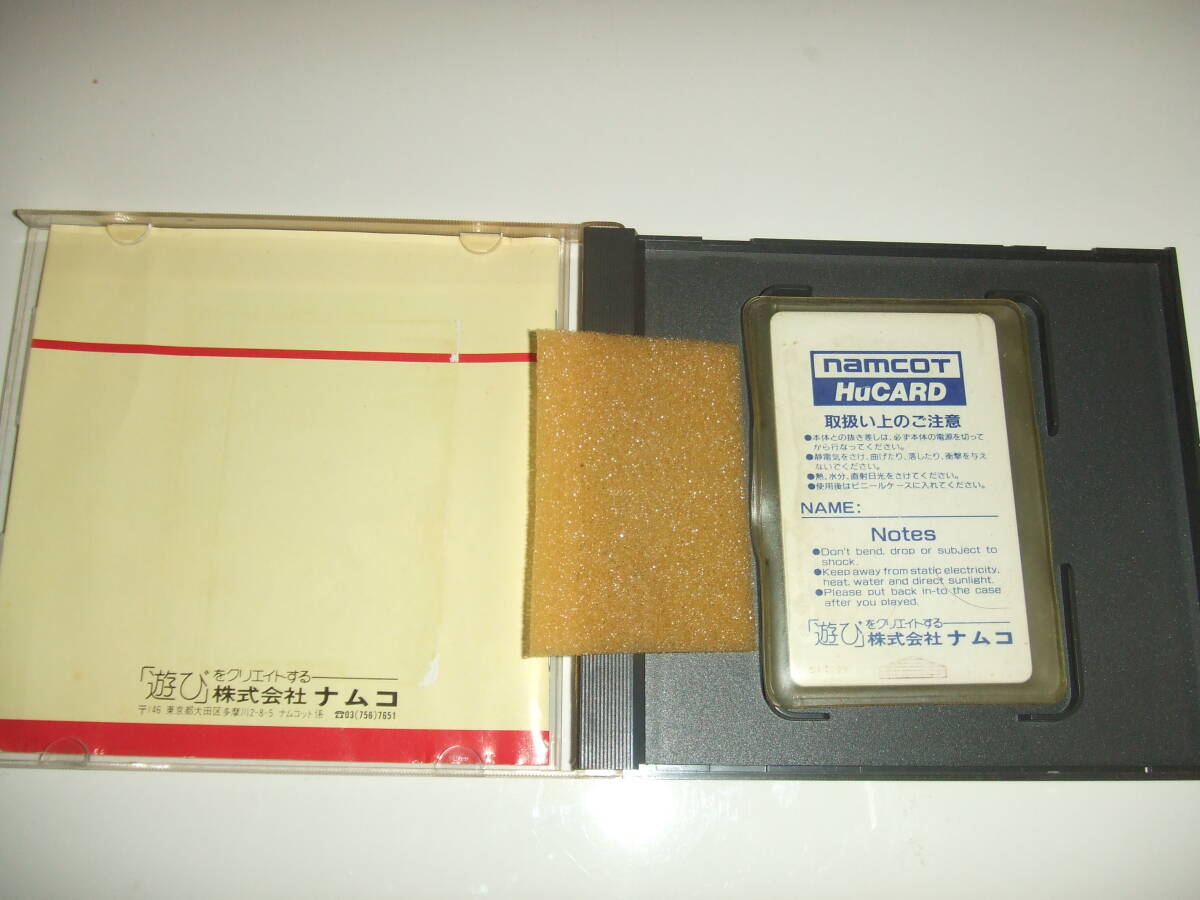 「遊び」をクリエイトする
株式会社 ナムコ
〒146 東京都大田区多摩川2-8-5 ナムコット係 ☎03(756)7651
namcoT
HuCARD
取扱い上のご注意
●本体との抜き差しは、必ず本体の電源を切って
から行なってください。
●静電気をさけ、曲げたり、落したり、衝撃を与え
ないでください。
●熱、水分、直射日光をさけてください。
●使用後はビニールケースに入れてください。
NAME:
Notes
●Don't bend, drop or subject to
shock.
●Keep away from static electricity,
heat, water and direct sunlight.
●Please put back in-to the case
after you played.
「遊び」をクリエイトする
株式会社 ナムコ